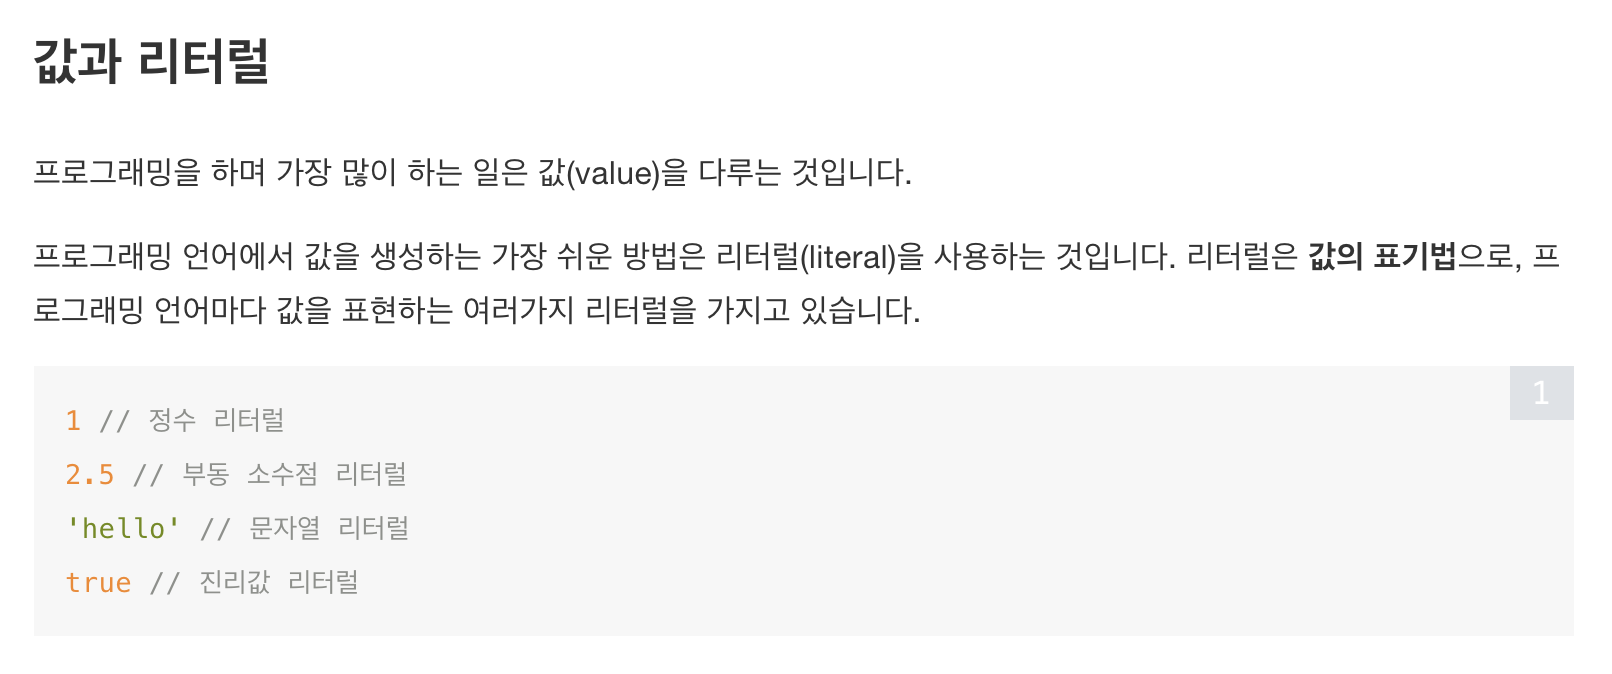 값과 리터럴
프로그래밍을 하며 가장 많이 하는 일은 값(value)을 다루는 것입니다.
프로그래밍 언어에서 값을 생성하는 가장 쉬운 방법은 리터럴(literal)을 사용하는 것입니다. 리터럴은 값의 표기법으로, 프
로그래밍 언어마다 값을 표현하는 여러가지 리터럴을 가지고 있습니다.
1
1 // 정수 리터럴
2.5 // 부동 소수점 리터럴
'hello' // 문자열 리터럴
true // 진리값 리터럴